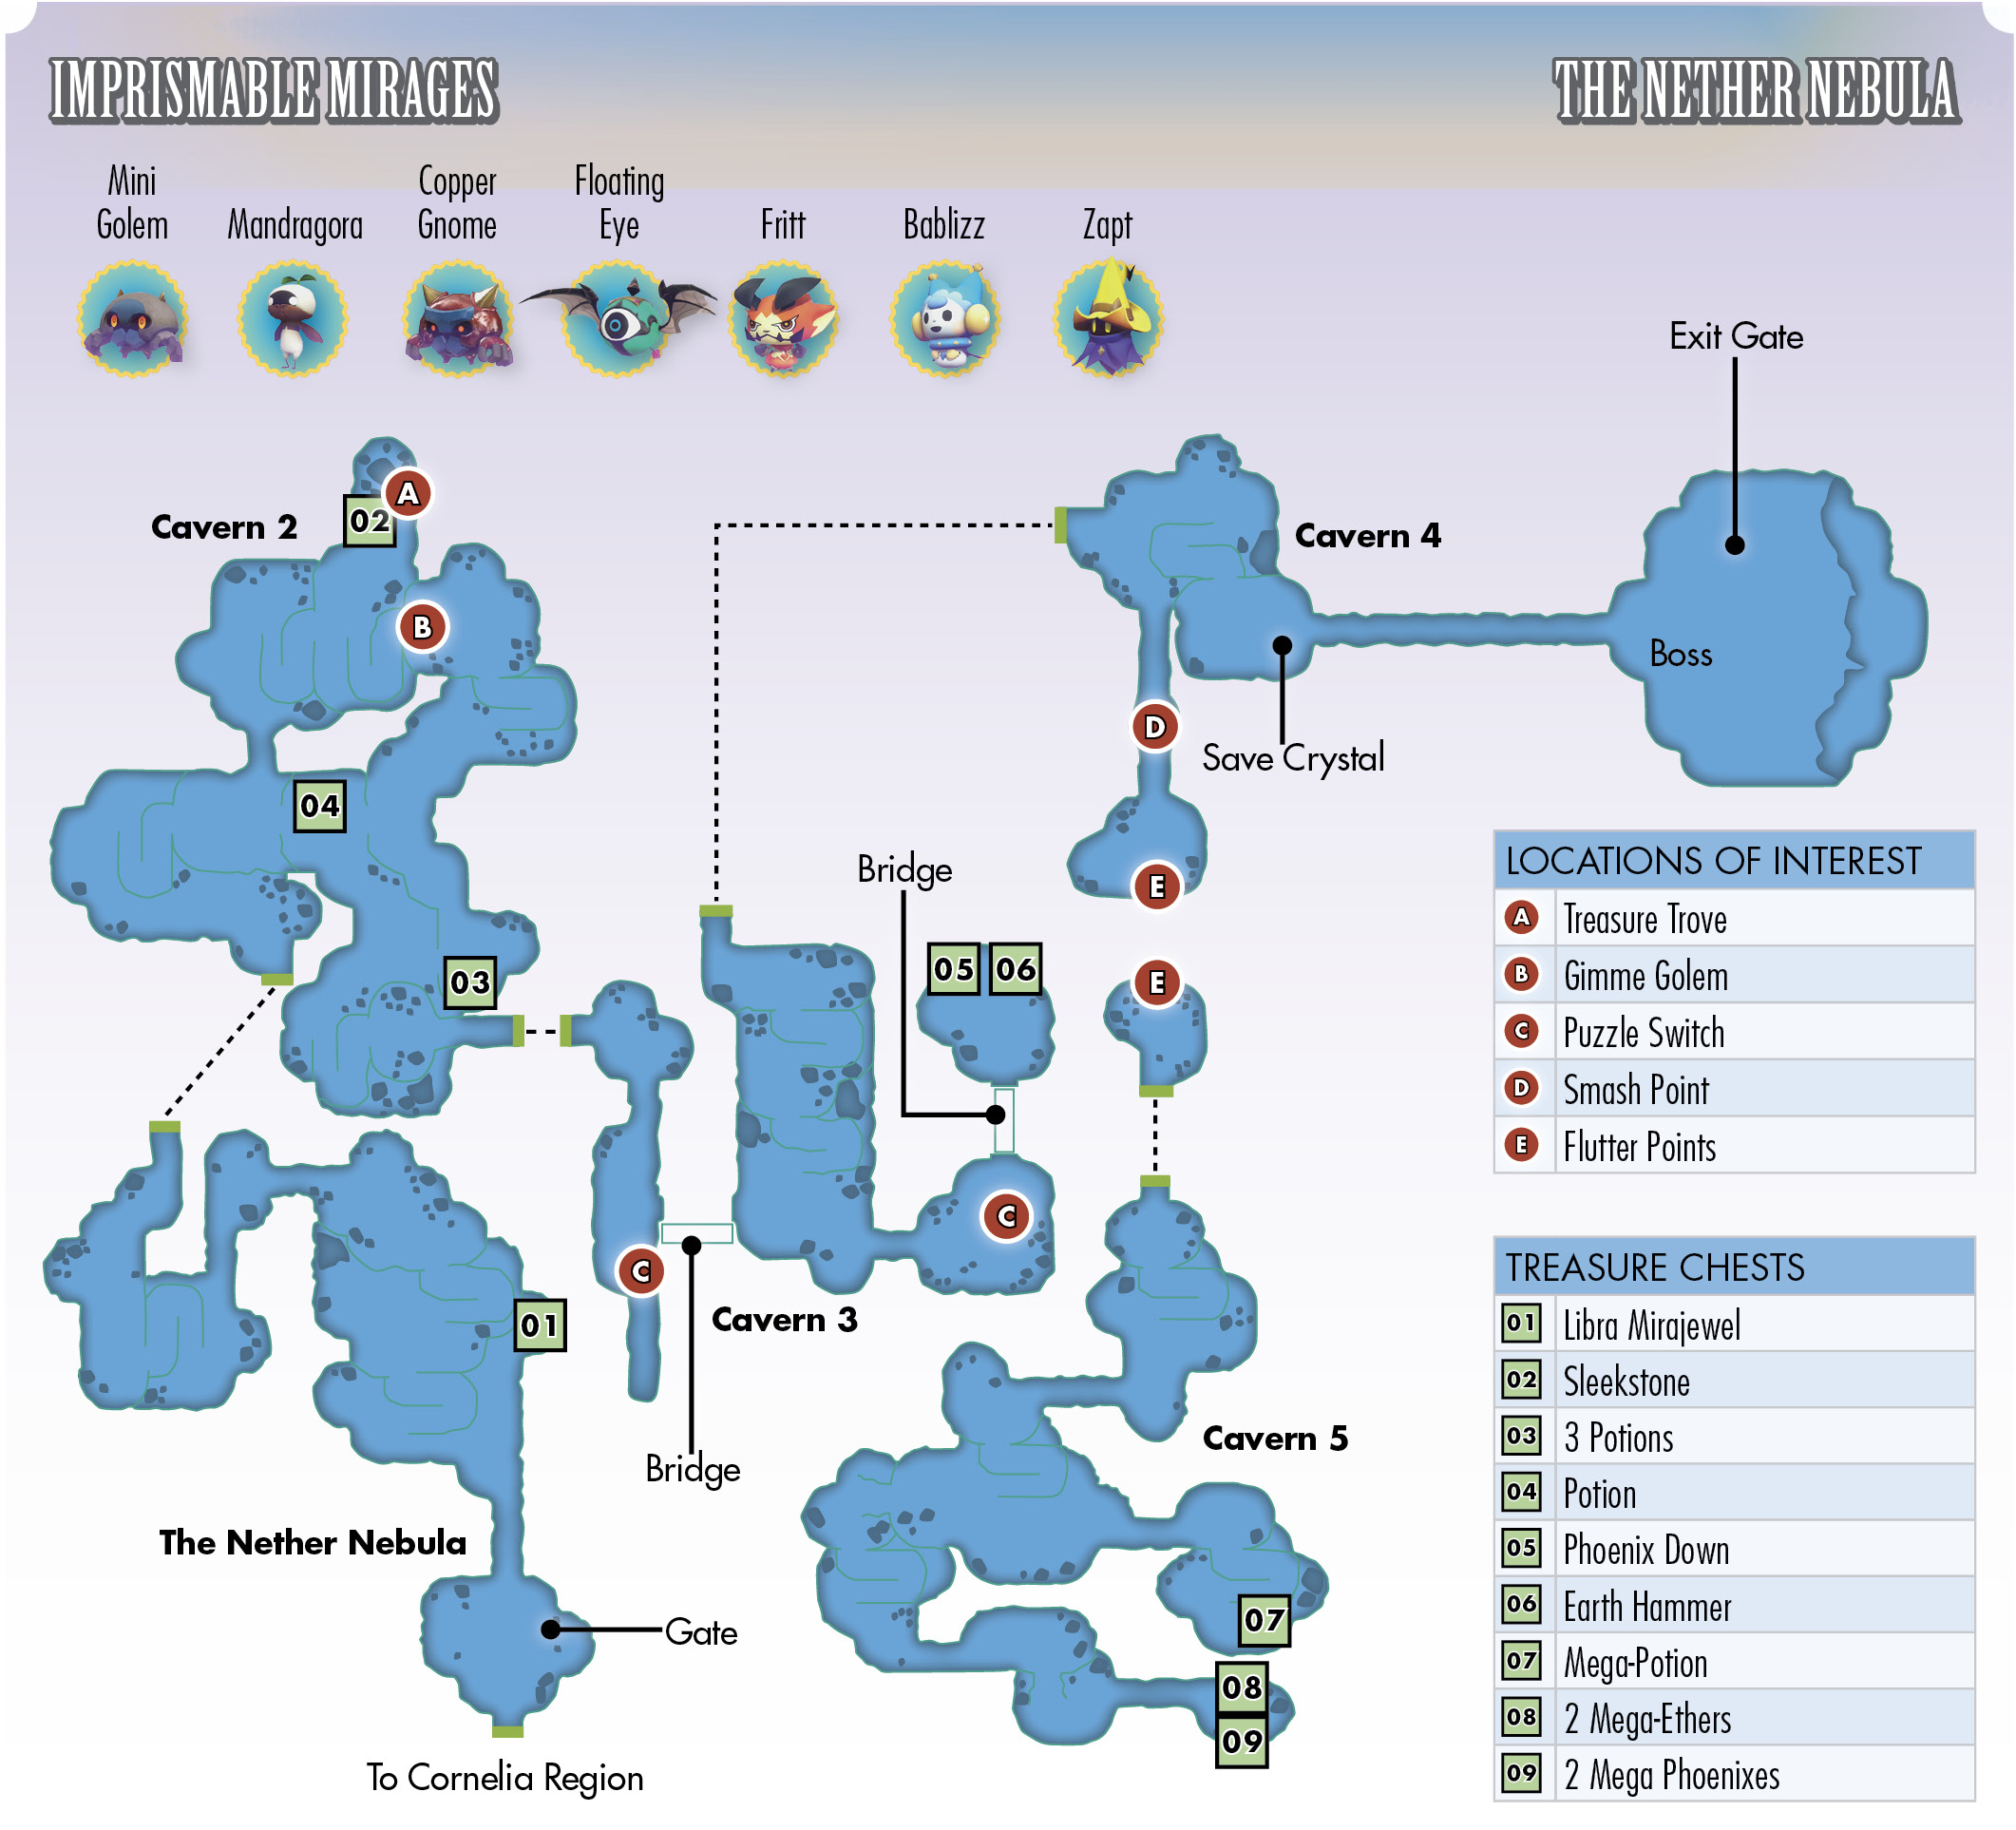 IMPRISMABLE MIRAGES
THE NETHER NEBULA
Mini
Golem
Mandragora
Copper
Gnome
Floating
Eye
Fritt
Bablizz
Zapt
Exit Gate
Cavern 2
A
02
B
04
03
Cavern 4
Boss
D
Save Crystal
E
Bridge
05
06
E
C
C
Cavern 3
Bridge
01
The Nether Nebula
Gate
To Cornelia Region
Cavern 5
07
08
09
LOCATIONS OF INTEREST
A Treasure Trove
B Gimme Golem
C Puzzle Switch
D Smash Point
E Flutter Points
TREASURE CHESTS
01 Libra Mirajewel
02 Sleekstone
03 3 Potions
04 Potion
05 Phoenix Down
06 Earth Hammer
07 Mega-Potion
08 2 Mega-Ethers
09 2 Mega Phoenixes